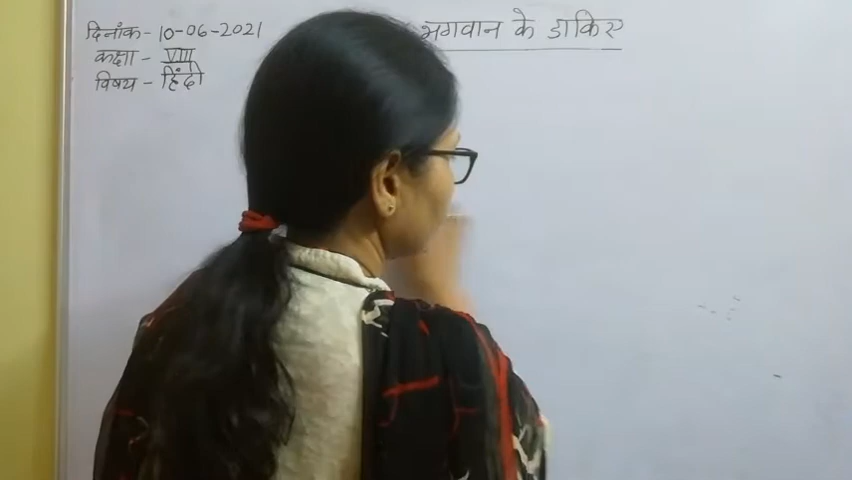 दिनांक- 10-06-2021
भगवान के डाकिए
कक्षा - VIII
विषय - हिंदी